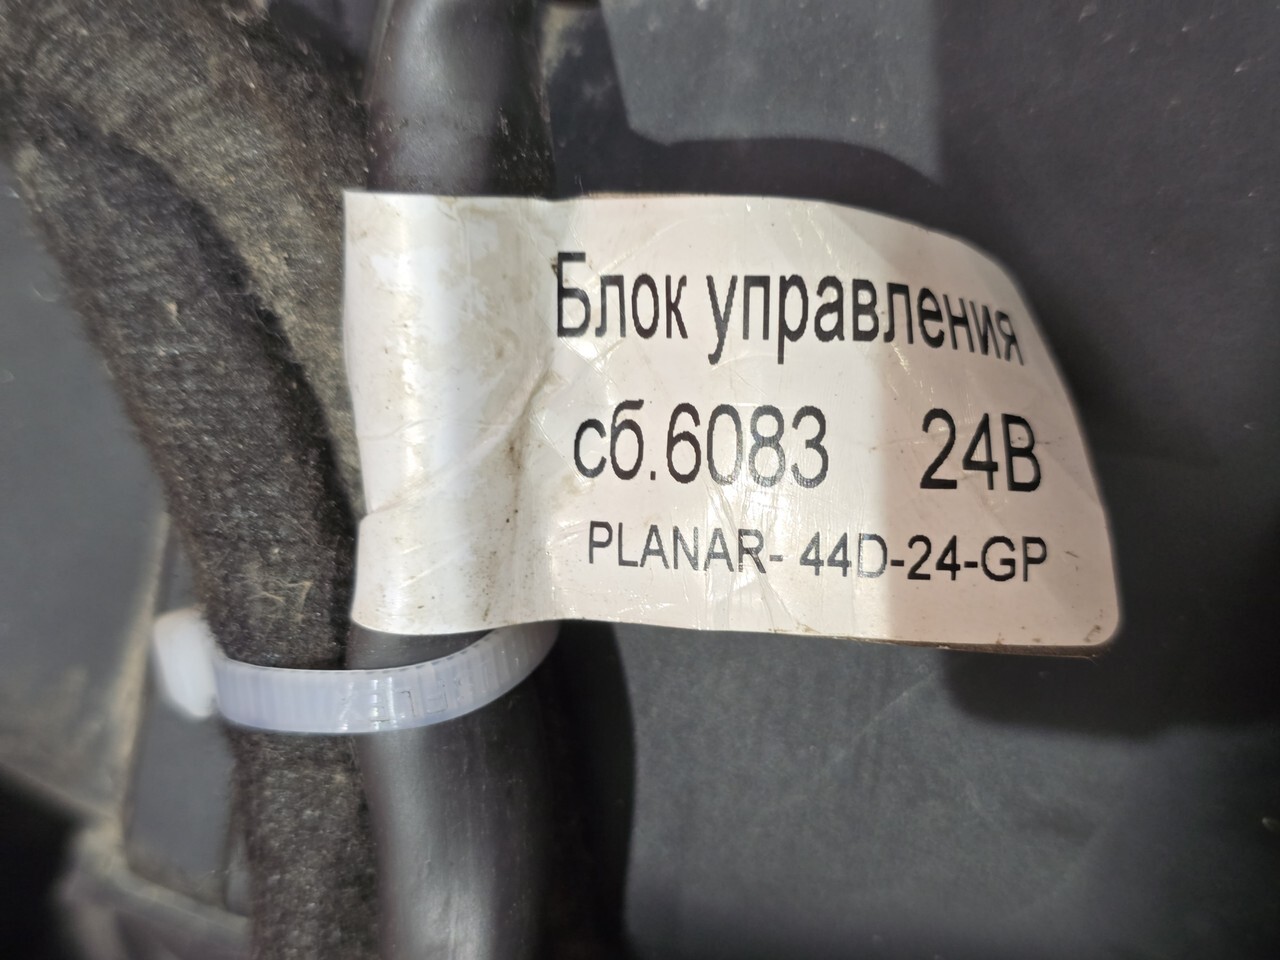 Блок управления
сб.6083 24В
PLANAR- 44D-24-GP